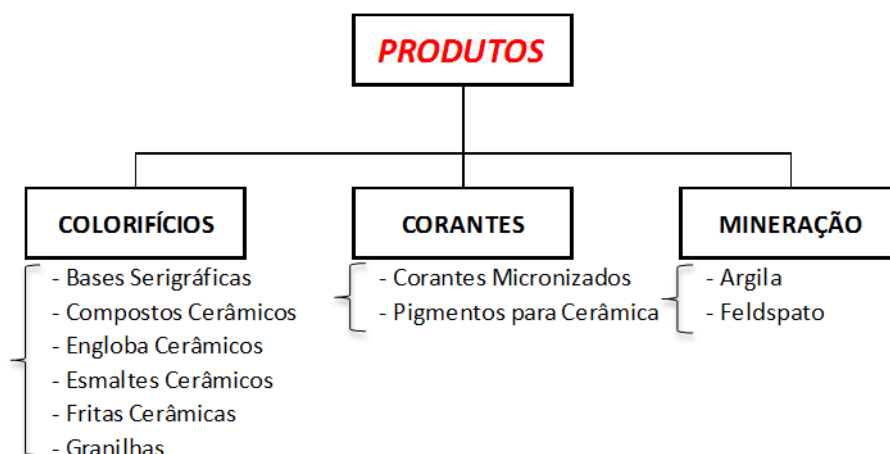 PRODUTOS
COLORIFÍCIOS
- Bases Serigráficas
- Compostos Cerâmicos
- Engloba Cerâmicos
- Esmaltes Cerâmicos
- Fritas Cerâmicas
- Granilhas
CORANTES
- Corantes Micronizados
- Pigmentos para Cerâmica
MINERAÇÃO
- Argila
- Feldspato